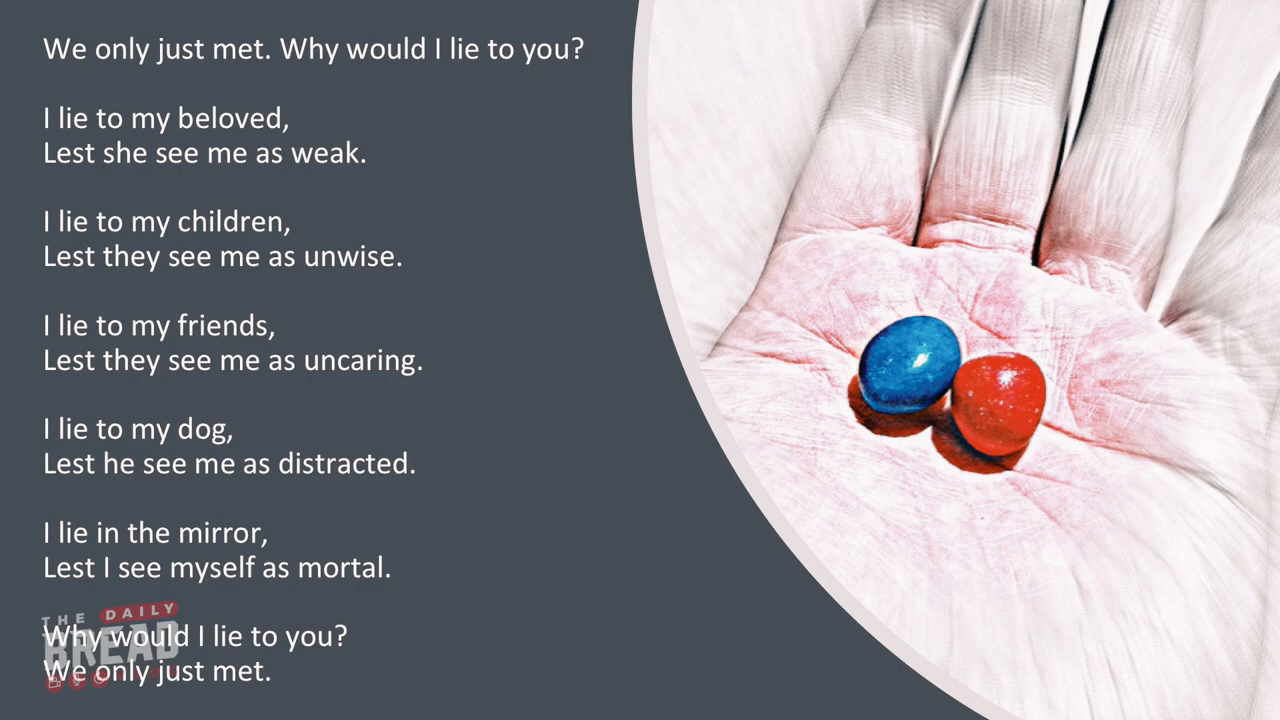 We only just met. Why would I lie to you?
I lie to my beloved,
Lest she see me as weak.
I lie to my children,
Lest they see me as unwise.
I lie to my friends,
Lest they see me as uncaring.
I lie to my dog,
Lest he see me as distracted.
I lie in the mirror,
Lest I see myself as mortal.
THE DAILY
BREAD
Why would I lie to you?
We only just met.